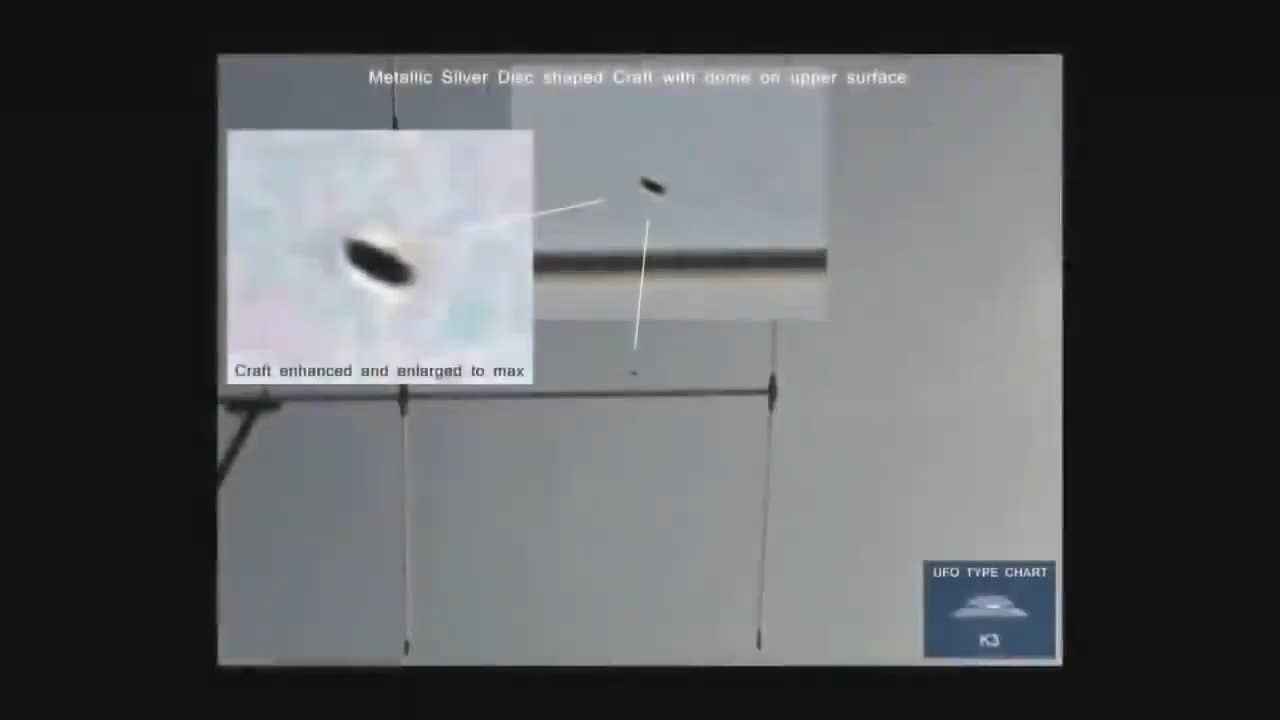 Metallic Silver Disc shaped Craft with dome on upper surface
Craft enhanced and enlarged to max
UFO TYPE CHART
K3